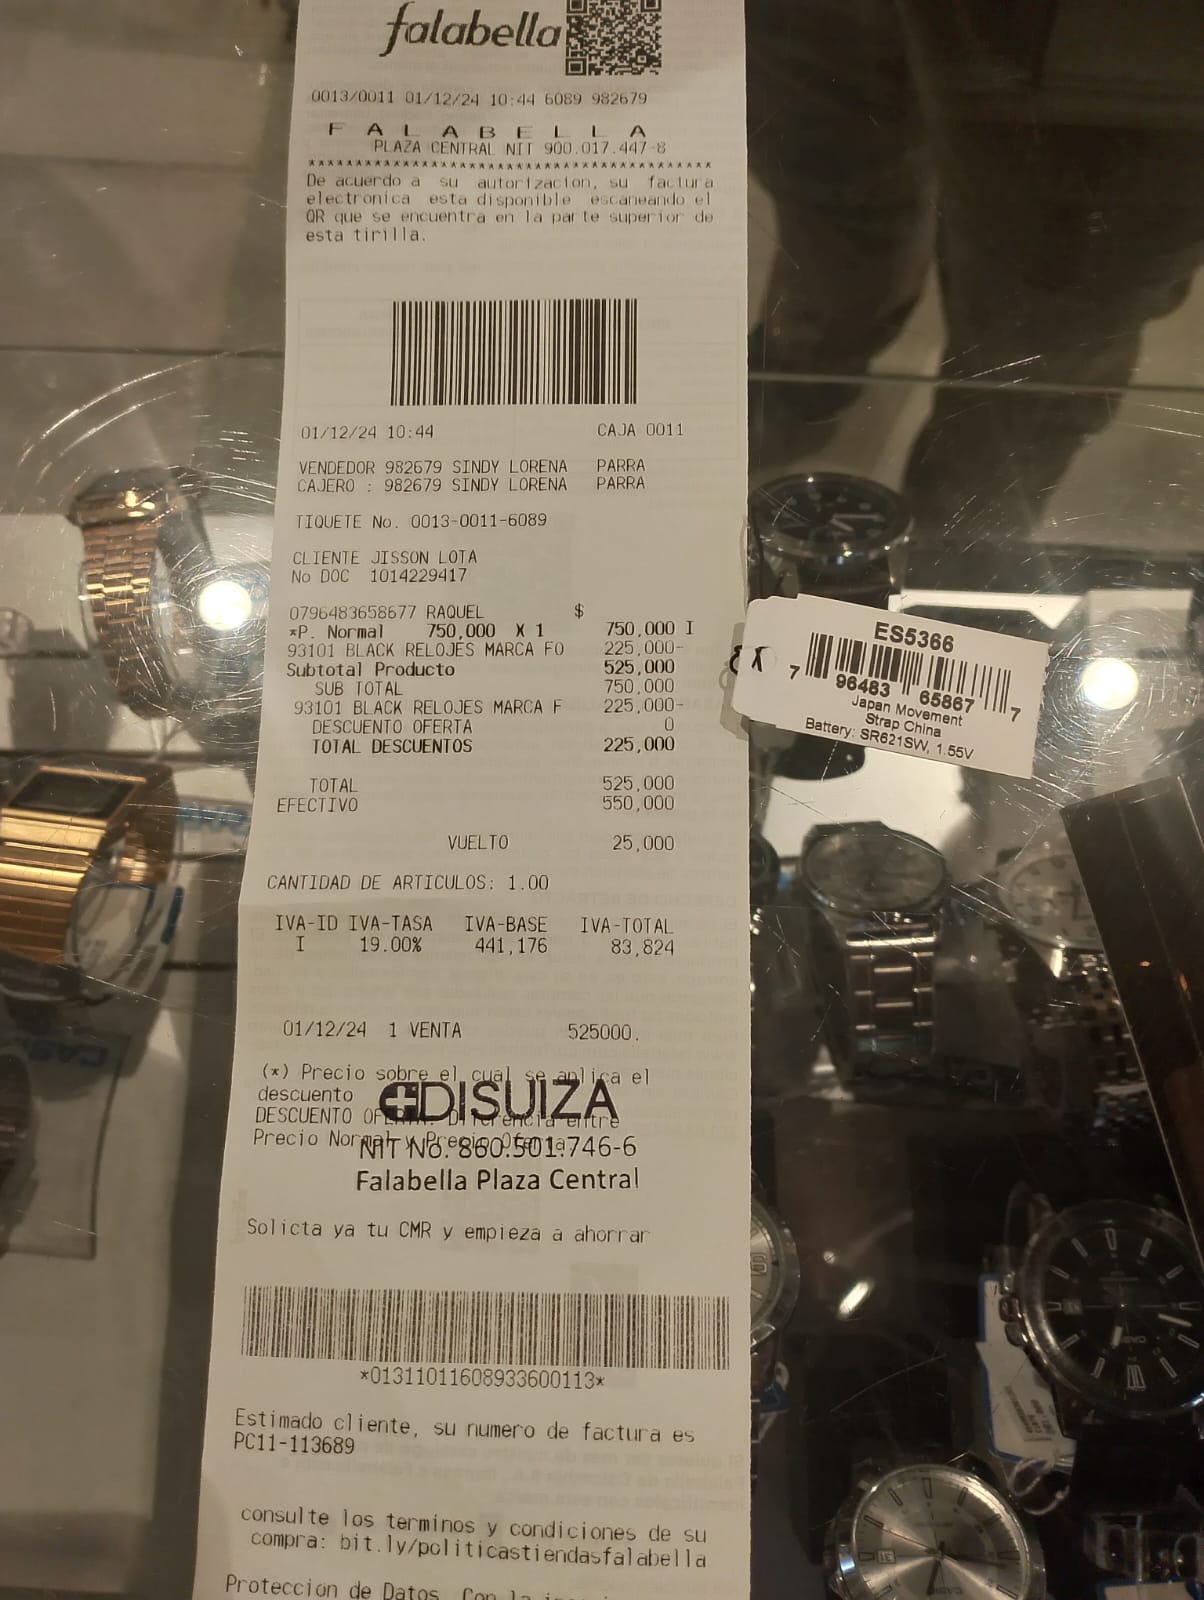 falabella
0013/0011 01/12/24 10:44 6089 982679
F A L A B E L L A
PLAZA CENTRAL NIT 900.017.447-8
De acuerdo a su autorizacion, su factura
electronica esta disponible escaneando el
QR que se encuentra en la parte superior de
esta tirilla.
01/12/24 10:44 CAJA 0011
VENDEDOR 982679 SINDY LORENA PARRA
CAJERO : 982679 SINDY LORENA PARRA
TIQUETE No. 0013-0011-6089
CLIENTE JISSON LOTA
No DOC 1014229417
0796483658677 RAQUEL $
*P. Normal 750,000 X 1 750,000 I
93101 BLACK RELOJES MARCA FO 225,000-
Subtotal Producto 525,000
SUB TOTAL 750,000
93101 BLACK RELOJES MARCA F 225,000-
DESCUENTO OFERTA 0
TOTAL DESCUENTOS 225,000
TOTAL 525,000
EFECTIVO 550,000
VUELTO 25,000
CANTIDAD DE ARTICULOS: 1.00
IVA-ID IVA-TASA IVA-BASE IVA-TOTAL
I 19.00% 441,176 83,824
01/12/24 1 VENTA 525000.
(*) Precio sobre el cual se aplica el
descuento
DESCUENTO OFERTA: Diferencia entre
Precio Normal y Precio Oferta
DISUIZA
NIT No. 860.501.746-6
Falabella Plaza Central
Solicta ya tu CMR y empieza a ahorrar
*01311011608933600113*
Estimado cliente, su numero de factura es
PC11-113689
consulte los terminos y condiciones de su
compra: bit.ly/politicastiendasfalabella
Protección de Datos. Con la
ES5366
7 96483 65867 7
Japan Movement
Strap China
Battery: SR621SW, 1.55V
CASIO